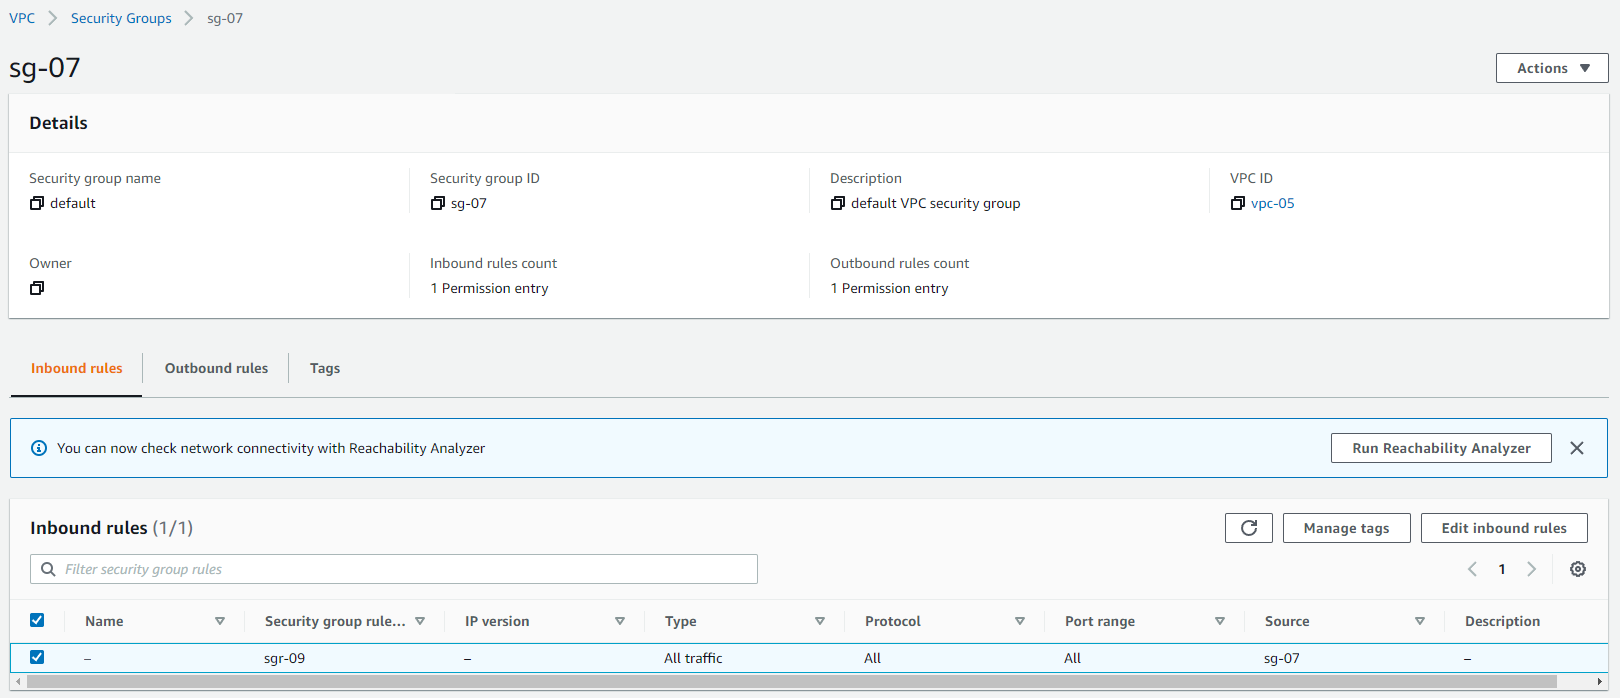 VPC > Security Groups > sg-07
sg-07
Actions ▼
Details
Security group name Security group ID Description VPC ID
default sg-07 default VPC security group vpc-05
Owner Inbound rules count Outbound rules count
1 Permission entry 1 Permission entry
Inbound rules Outbound rules Tags
You can now check network connectivity with Reachability Analyzer Run Reachability Analyzer
Inbound rules (1/1) Manage tags Edit inbound rules
Filter security group rules 1
Name Security group rule... IP version Type Protocol Port range Source Description
– sgr-09 – All traffic All All sg-07 –